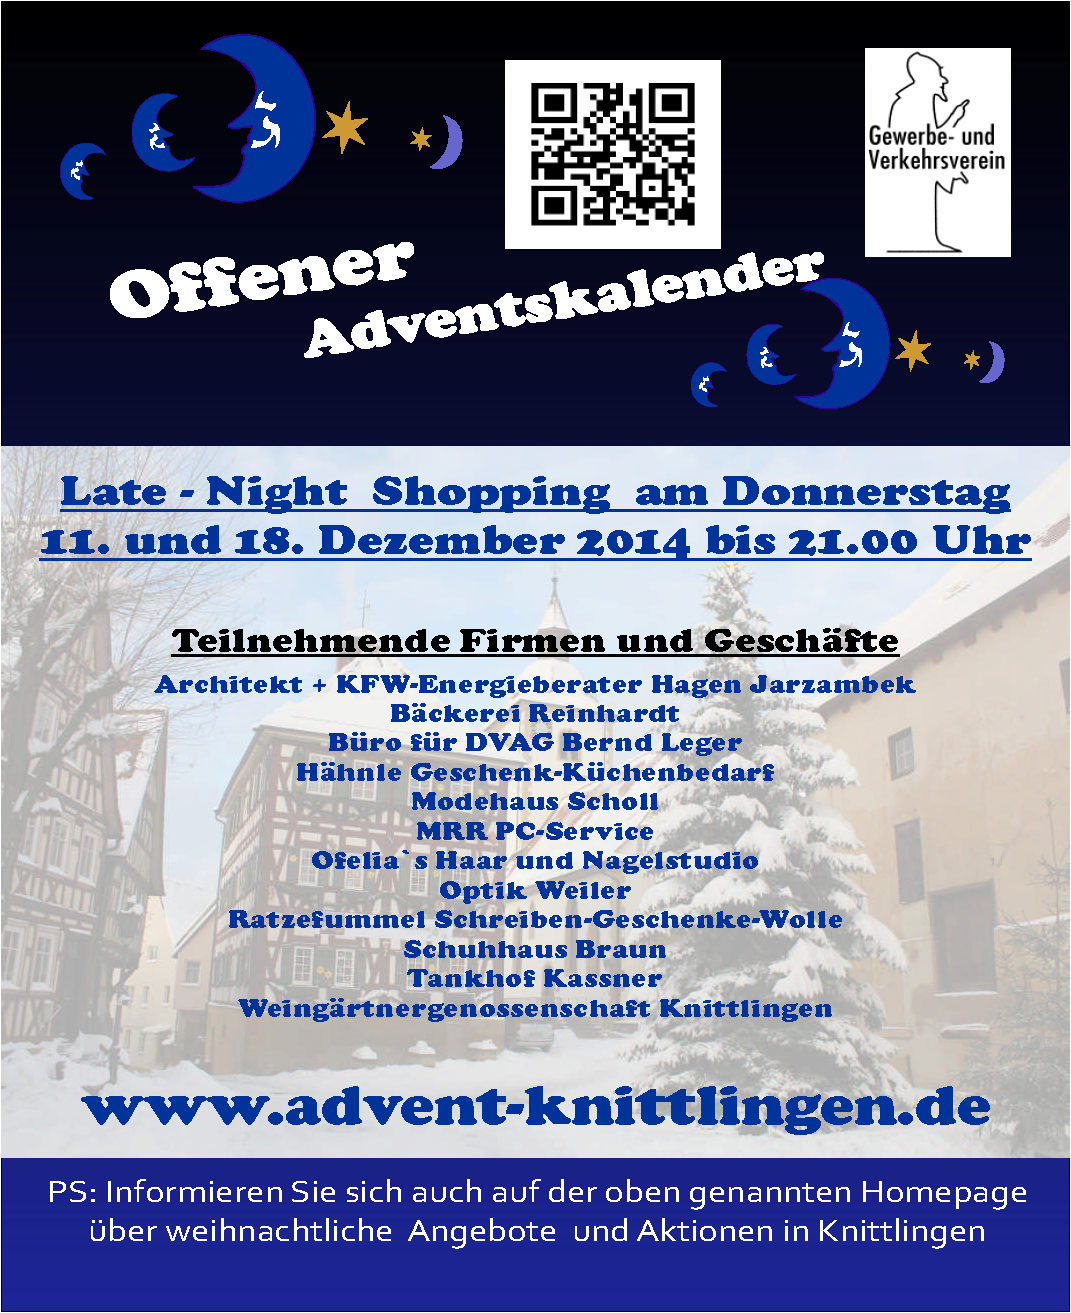 Gewerbe- und
Verkehrsverein
Offener
Adventskalender
Late - Night Shopping am Donnerstag
11. und 18. Dezember 2014 bis 21.00 Uhr
Teilnehmende Firmen und Geschäfte
Architekt + KFW-Energieberater Hagen Jarzambek
Bäckerei Reinhardt
Büro für DVAG Bernd Leger
Hähnle Geschenk-Küchenbedarf
Modehaus Scholl
MRR PC-Service
Ofelia`s Haar und Nagelstudio
Optik Weiler
Ratzefummel Schreiben-Geschenke-Wolle
Schuhhaus Braun
Tankhof Kassner
Weingärtnergenossenschaft Knittlingen
www.advent-knittlingen.de
PS: Informieren Sie sich auch auf der oben genannten Homepage
über weihnachtliche Angebote und Aktionen in Knittlingen